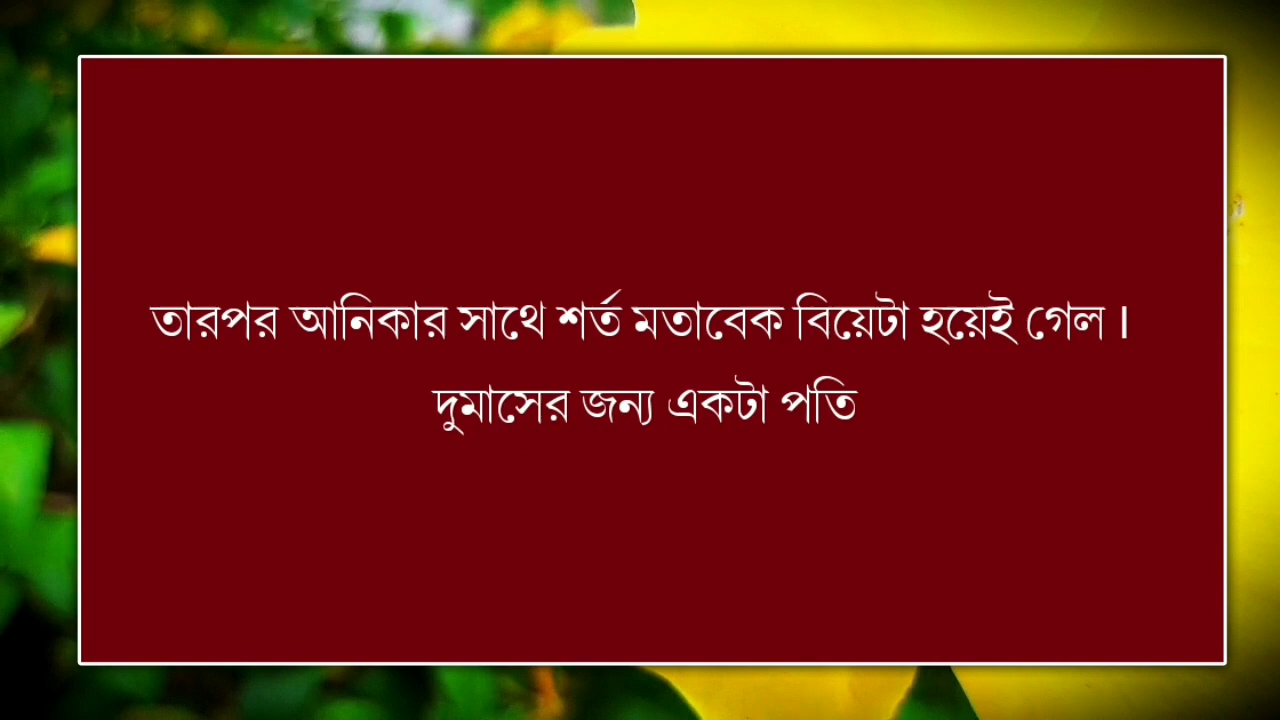 তারপর আনিকার সাথে শর্ত মতাবেক বিয়েটা হয়েই গেল।
দুমাসের জন্য একটা পতি